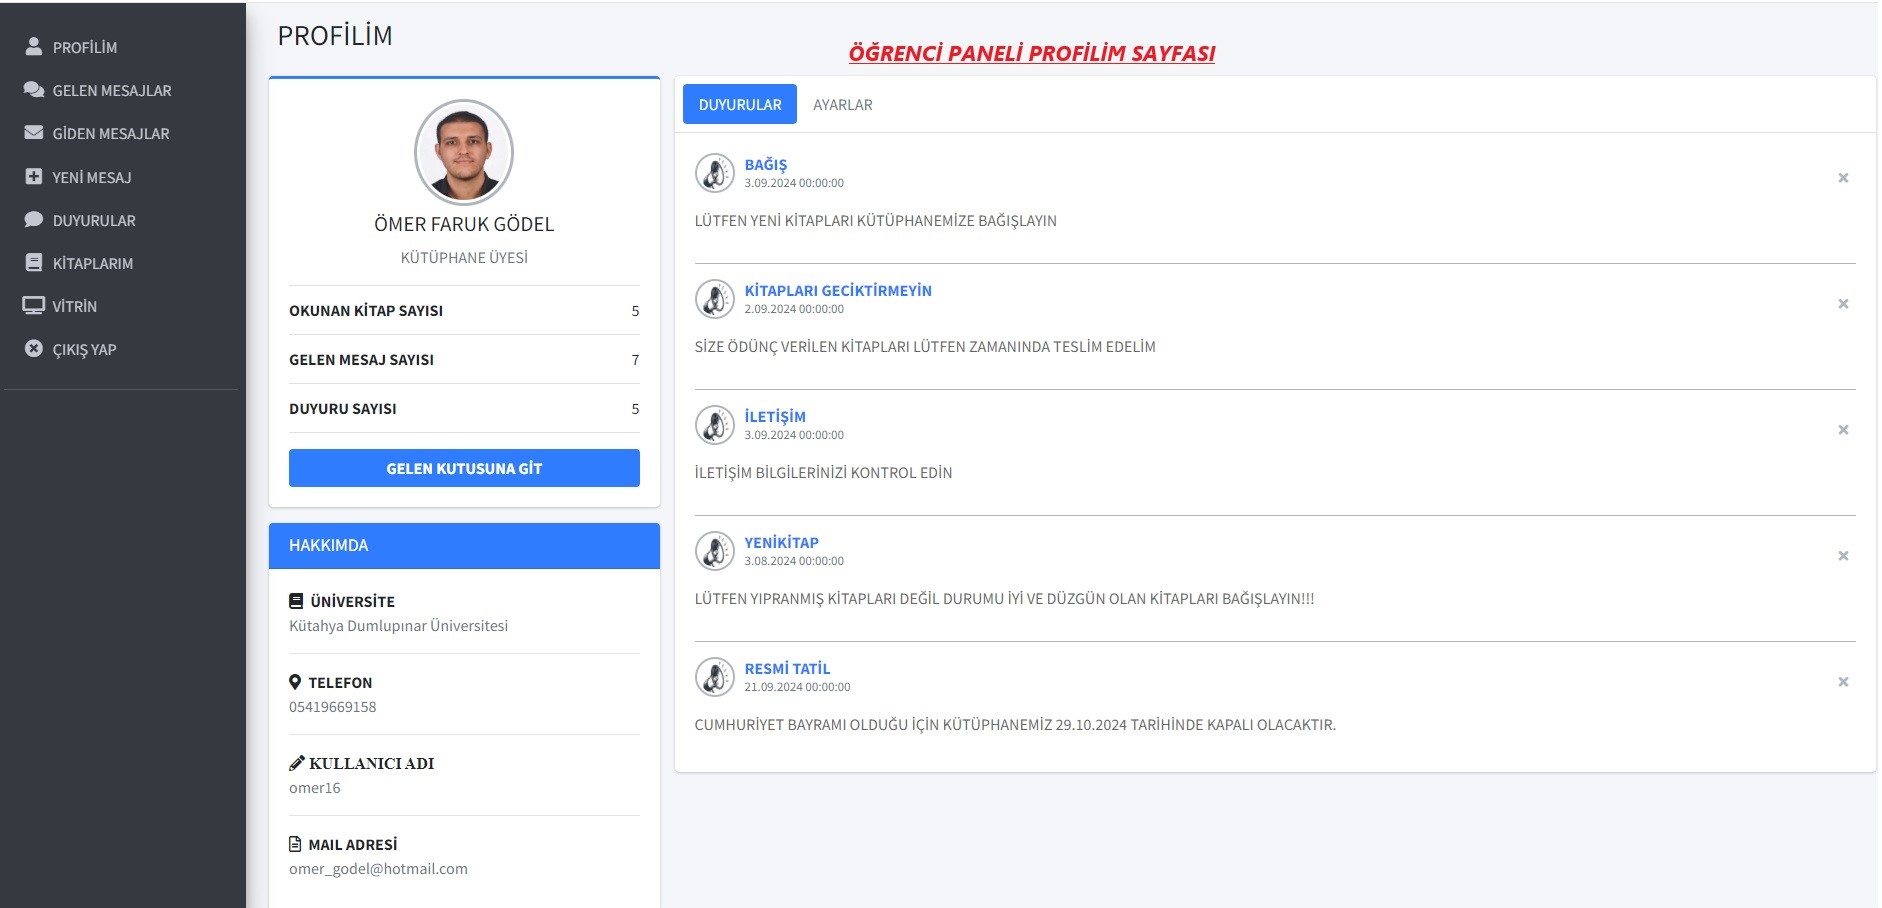 PROFİLİM
GELEN MESAJLAR
GİDEN MESAJLAR
YENİ MESAJ
DUYURULAR
KİTAPLARIM
VİTRİN
ÇIKIŞ YAP
PROFİLİM
ÖĞRENCİ PANELİ PROFİLİM SAYFASI
ÖMER FARUK GÖDEL
KÜTÜPHANE ÜYESİ
OKUNAN KİTAP SAYISI 5
GELEN MESAJ SAYISI 7
DUYURU SAYISI 5
GELEN KUTUSUNA GİT
HAKKIMDA
ÜNİVERSİTE
Kütahya Dumlupınar Üniversitesi
TELEFON
05419669158
KULLANICI ADI
omer16
MAIL ADRESİ
omer_godel@hotmail.com
DUYURULAR AYARLAR
BAĞIŞ
3.09.2024 00:00:00
LÜTFEN YENİ KİTAPLARI KÜTÜPHANEMİZE BAĞIŞLAYIN
KİTAPLARI GECİKTİRMEYİN
2.09.2024 00:00:00
SİZE ÖDÜNÇ VERİLEN KİTAPLARI LÜTFEN ZAMANINDA TESLİM EDELİM
İLETİŞİM
3.09.2024 00:00:00
İLETİŞİM BİLGİLERİNİZİ KONTROL EDİN
YENİKİTAP
3.08.2024 00:00:00
LÜTFEN YIPRANMIŞ KİTAPLARI DEĞİL DURUMU İYİ VE DÜZGÜN OLAN KİTAPLARI BAĞIŞLAYIN!!!
RESMİ TATİL
21.09.2024 00:00:00
CUMHURİYET BAYRAMI OLDUĞU İÇİN KÜTÜPHANEMİZ 29.10.2024 TARİHİNDE KAPALI OLACAKTIR.